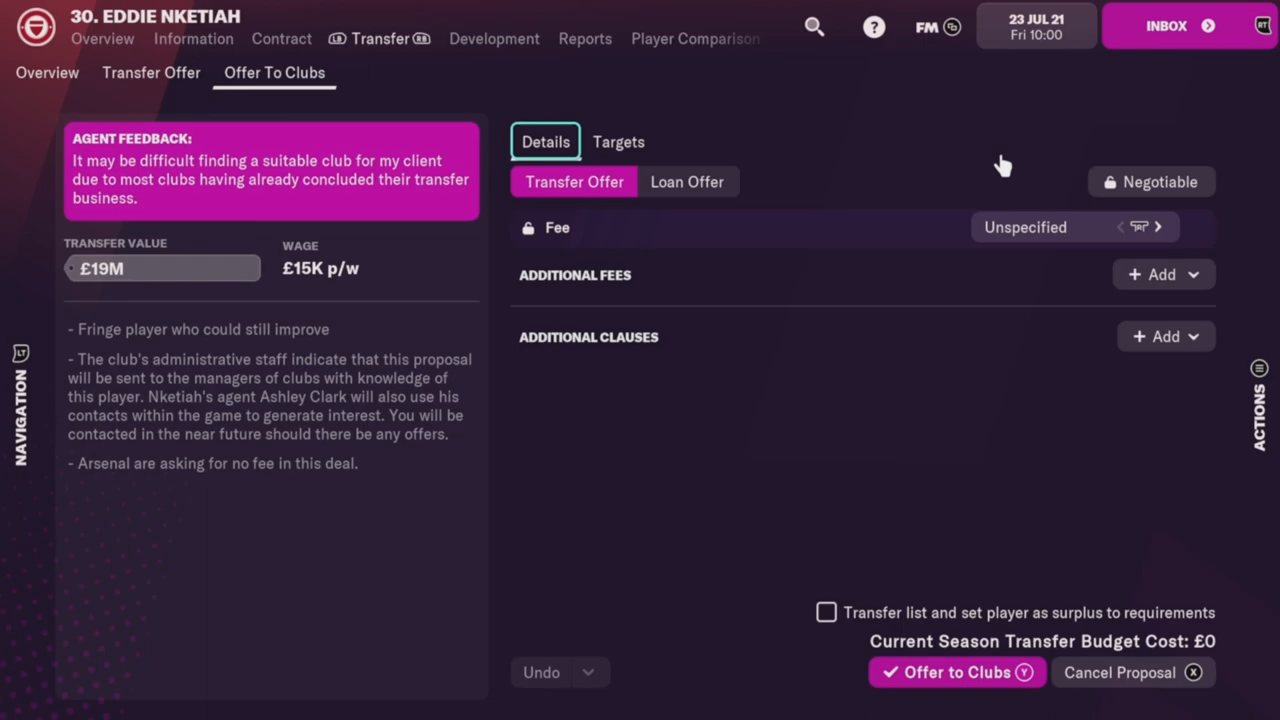 30. EDDIE NKETIAH
Overview Information Contract LB Transfer RB Development Reports Player Comparison
FM
23 JUL 21
Fri 10:00
INBOX
RT
Overview Transfer Offer Offer To Clubs
AGENT FEEDBACK:
It may be difficult finding a suitable club for my client
due to most clubs having already concluded their transfer
business.
TRANSFER VALUE
£19M
WAGE
£15K p/w
- Fringe player who could still improve
- The club's administrative staff indicate that this proposal
will be sent to the managers of clubs with knowledge of
this player. Nketiah's agent Ashley Clark will also use his
contacts within the game to generate interest. You will be
contacted in the near future should there be any offers.
- Arsenal are asking for no fee in this deal.
LT
NAVIGATION
Details Targets
Transfer Offer Loan Offer
Negotiable
Fee Unspecified
ADDITIONAL FEES + Add
ADDITIONAL CLAUSES + Add
ACTIONS
Transfer list and set player as surplus to requirements
Current Season Transfer Budget Cost: £0
Undo
Offer to Clubs Y
Cancel Proposal X